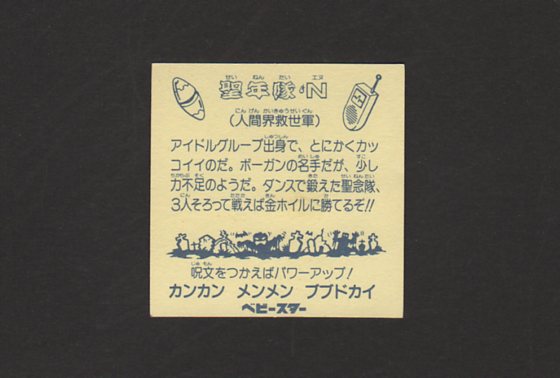 聖年隊・N
(人間界救世軍)
アイドルグループ出身で、とにかくカッ
コイイのだ。ボーガンの名手だが、少し
力不足のようだ。ダンスで鍛えた聖念隊、
3人そろって戦えば金ホイルに勝てるぞ!!
呪文をつかえばパワーアップ!
カンカン メンメン ブブドカイ
ベビースター